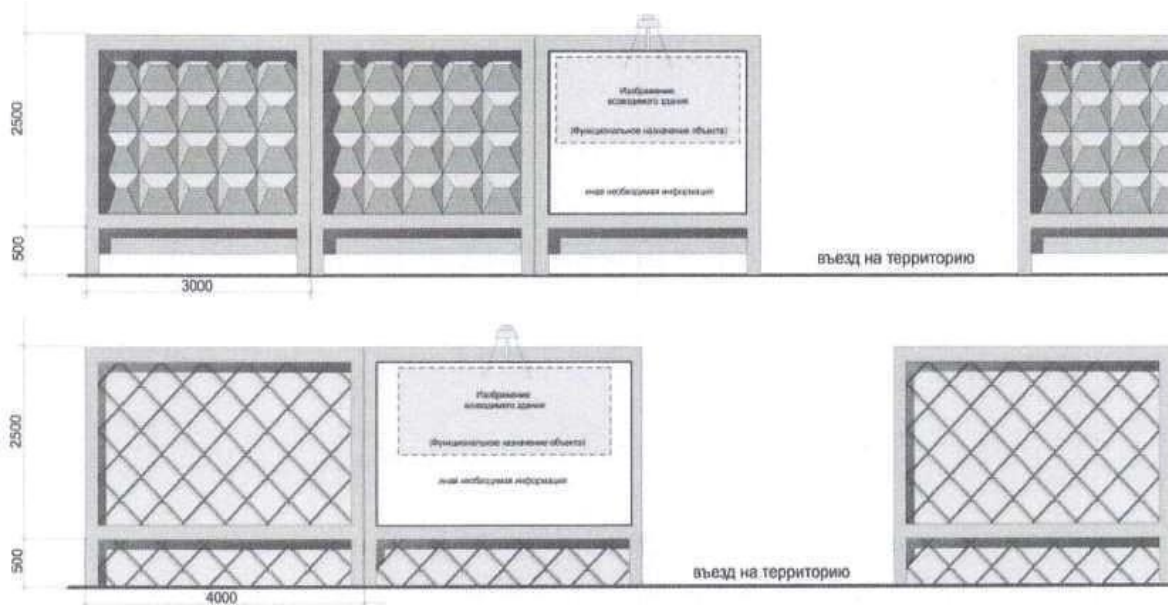 2500
Изображение
возводимого здания
(Функциональное назначение объекта)
иная необходимая информация
500
въезд на территорию
3000
2500
Изображение
возводимого здания
(Функциональное назначение объекта)
иная необходимая информация
500
въезд на территорию
4000